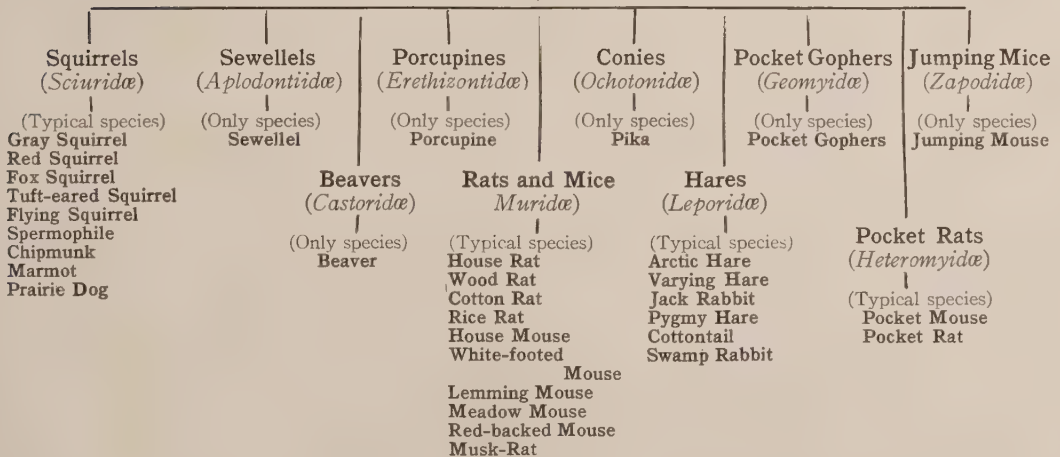 Squirrels
(Sciuridæ)
(Typical species)
Gray Squirrel
Red Squirrel
Fox Squirrel
Tuft-eared Squirrel
Flying Squirrel
Spermophile
Chipmunk
Marmot
Prairie Dog
Sewellels
(Aplodontiidæ)
(Only species)
Sewellel
Beavers
(Castoridæ)
(Only species)
Beaver
Porcupines
(Erethizontidæ)
(Only species)
Porcupine
Rats and Mice
Muridæ)
(Typical species)
House Rat
Wood Rat
Cotton Rat
Rice Rat
House Mouse
White-footed
Mouse
Lemming Mouse
Meadow Mouse
Red-backed Mouse
Musk-Rat
Conies
(Ochotonidæ)
(Only species)
Pika
Hares
(Leporidæ)
(Typical species)
Arctic Hare
Varying Hare
Jack Rabbit
Pygmy Hare
Cottontail
Swamp Rabbit
Pocket Gophers
(Geomyidæ)
(Only species)
Pocket Gophers
Pocket Rats
(Heteromyidæ)
(Typical species)
Pocket Mouse
Pocket Rat
Jumping Mice
(Zapodidæ)
(Only species)
Jumping Mouse